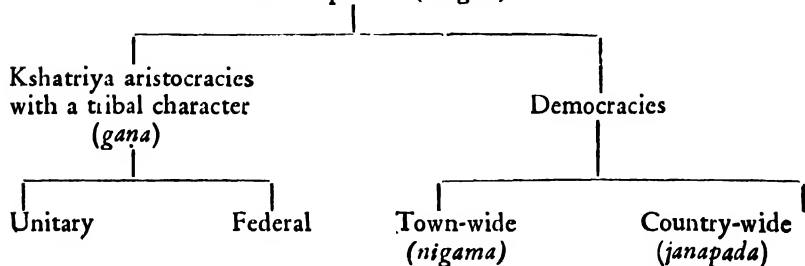 Kshatriya aristocracies
with a tribal character
(gana)
Democracies
Unitary
Federal
Town-wide
(nigama)
Country-wide
(janapada)